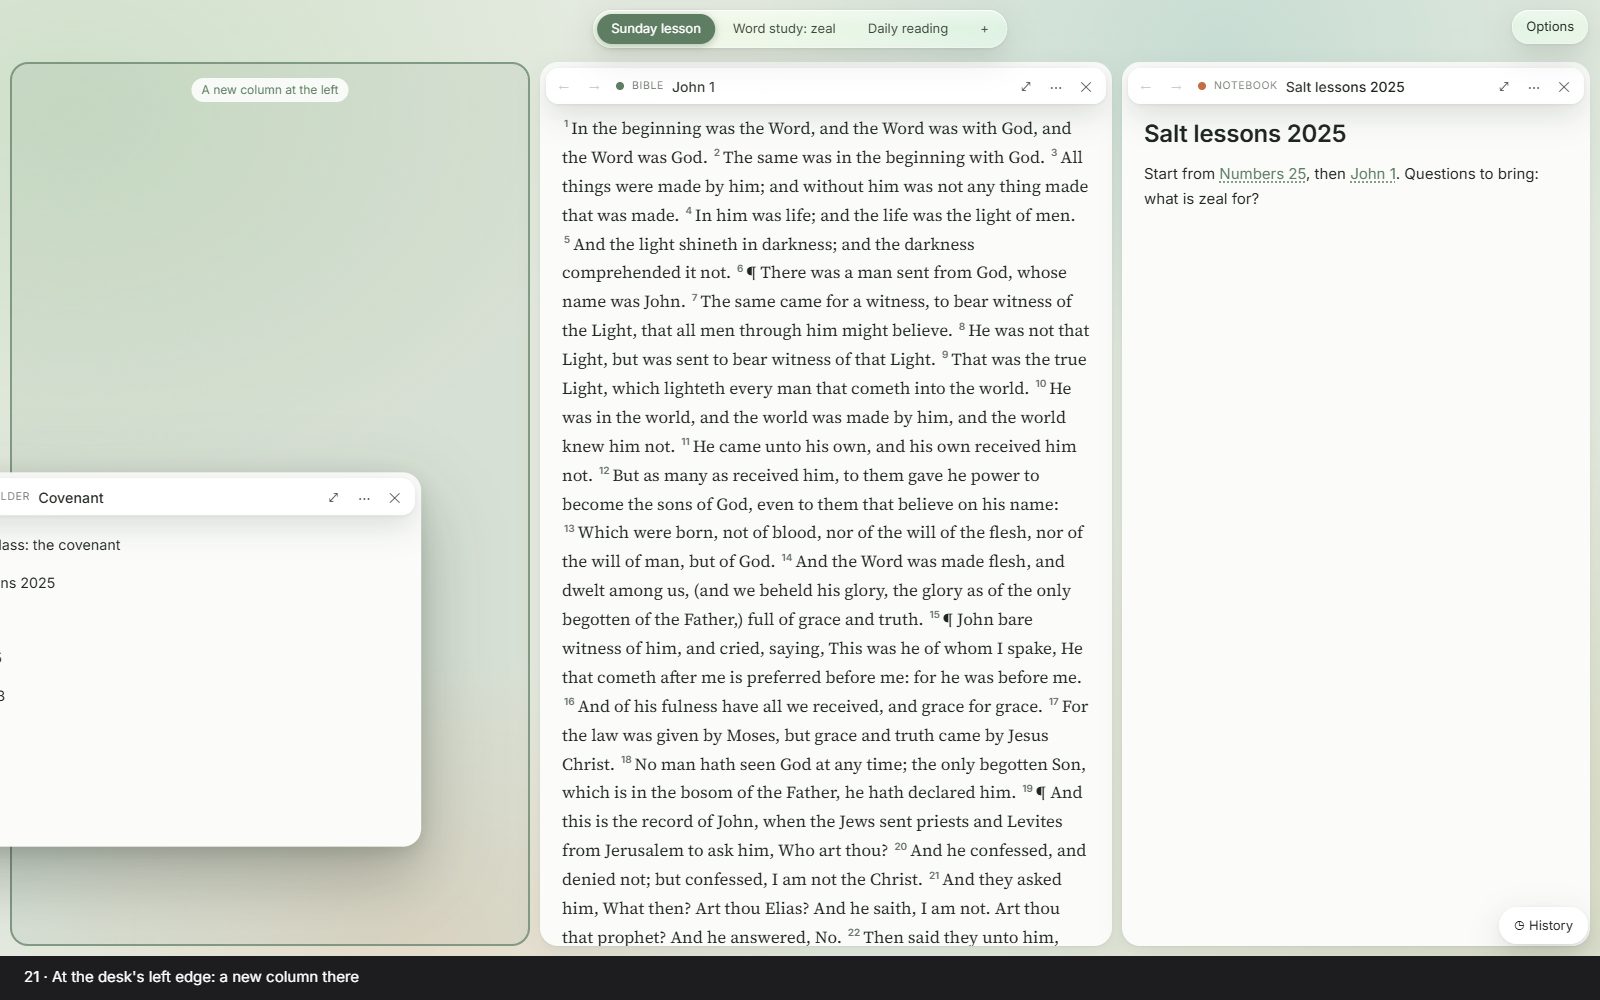 Sunday lesson
Word study: zeal
Daily reading
+
Options
A new column at the left
LDER Covenant
lass: the covenant
ns 2025
3
← → BIBLE John 1
1 In the beginning was the Word, and the Word was with God, and
the Word was God. 2 The same was in the beginning with God. 3 All
things were made by him; and without him was not any thing made
that was made. 4 In him was life; and the life was the light of men.
5 And the light shineth in darkness; and the darkness
comprehended it not. 6 ¶ There was a man sent from God, whose
name was John. 7 The same came for a witness, to bear witness of
the Light, that all men through him might believe. 8 He was not that
Light, but was sent to bear witness of that Light. 9 That was the true
Light, which lighteth every man that cometh into the world. 10 He
was in the world, and the world was made by him, and the world
knew him not. 11 He came unto his own, and his own received him
not. 12 But as many as received him, to them gave he power to
become the sons of God, even to them that believe on his name:
13 Which were born, not of blood, nor of the will of the flesh, nor of
the will of man, but of God. 14 And the Word was made flesh, and
dwelt among us, (and we beheld his glory, the glory as of the only
begotten of the Father,) full of grace and truth. 15 ¶ John bare
witness of him, and cried, saying, This was he of whom I spake, He
that cometh after me is preferred before me: for he was before me.
16 And of his fulness have all we received, and grace for grace. 17 For
the law was given by Moses, but grace and truth came by Jesus
Christ. 18 No man hath seen God at any time; the only begotten Son,
which is in the bosom of the Father, he hath declared him. 19 ¶ And
this is the record of John, when the Jews sent priests and Levites
from Jerusalem to ask him, Who art thou? 20 And he confessed, and
denied not; but confessed, I am not the Christ. 21 And they asked
him, What then? Art thou Elias? And he saith, I am not. Art thou
that prophet? And he answered, No. 22 Then said they unto him,
← → NOTEBOOK Salt lessons 2025
Salt lessons 2025
Start from Numbers 25, then John 1. Questions to bring:
what is zeal for?
History
21 · At the desk's left edge: a new column there